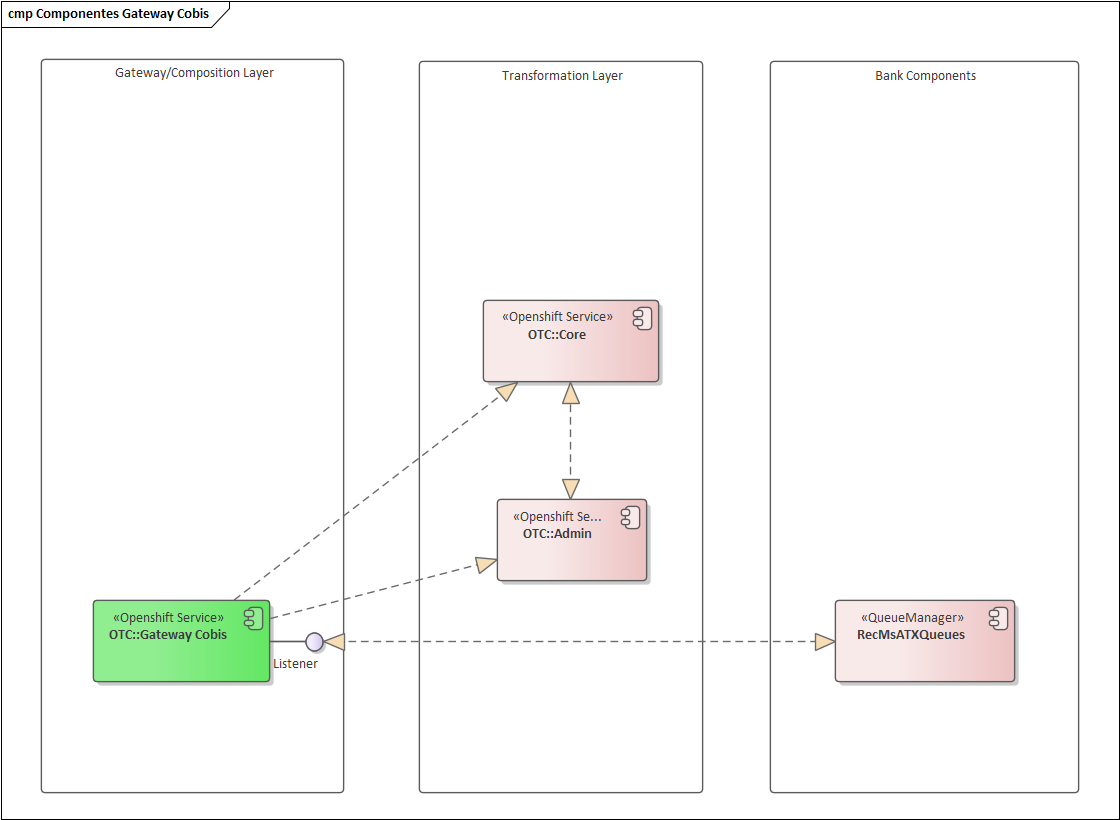 cmp Componentes Gateway Cobis
Gateway/Composition Layer
Transformation Layer
Bank Components
«Openshift Service»
OTC::Core
«Openshift Se...
OTC::Admin
«Openshift Service»
OTC::Gateway Cobis
Listener
«QueueManager»
RecMsATXQueues